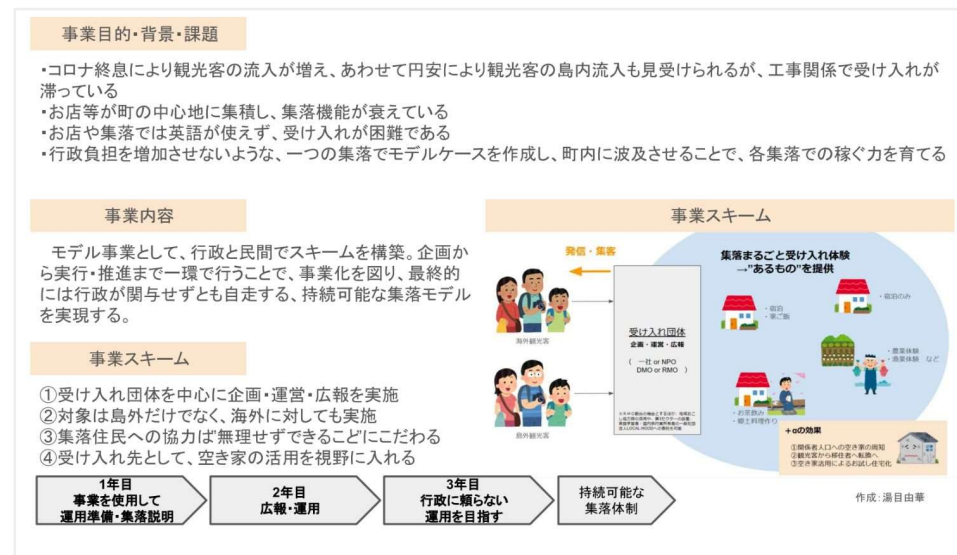 事業目的・背景・課題
・コロナ終息により観光客の流入が増え、あわせて円安により観光客の島内流入も見受けられるが、工事関係で受け入れが
滞っている
・お店等が町の中心地に集積し、集落機能が衰えている
・お店や集落では英語が使えず、受け入れが困難である
・行政負担を増加させないような、一つの集落でモデルケースを作成し、町内に波及させることで、各集落での稼ぐ力を育てる
事業内容
モデル事業として、行政と民間でスキームを構築。企画か
ら実行・推進まで一環で行うことで、事業化を図り、最終的
には行政が関与せずとも自走する、持続可能な集落モデル
を実現する。
事業スキーム
①受け入れ団体を中心に企画・運営・広報を実施
②対象は島外だけでなく、海外に対しても実施
③集落住民への協力は"無理せずできること"にこだわる
④受け入れ先として、空き家の活用を視野に入れる
事業スキーム
発信・集客
海外観光客
島外観光客
受け入れ団体
企画・運営・広報
( 一社 or NPO
DMO or RMO )
集落まるごと受け入れ体験
→"あるもの"を提供
・宿泊
・家ご飯
・宿泊のみ
・農業体験
・漁業体験 など
・お茶飲み
・郷土料理作り
+αの効果
①関係人口への空き家の周知
②観光客から移住者へ転換へ
③空き家活用によるお試し住宅化
1年目
事業を使用して
運用準備・集落説明
2年目
広報・運用
3年目
行政に頼らない
運用を目指す
持続可能な
集落体制
作成:湯目由華